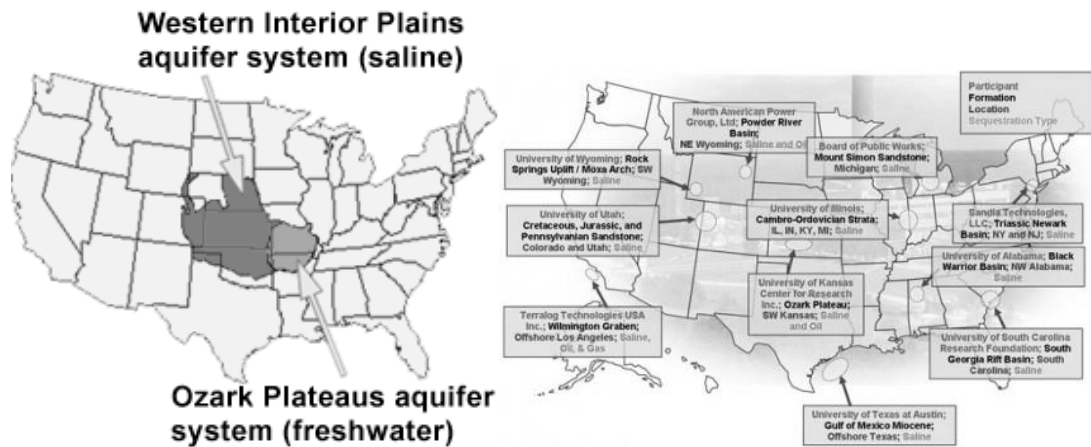 Western Interior Plains
aquifer system (saline)
Ozark Plateaus aquifer
system (freshwater)
Participant
Formation
Location
Sequestration Type
North American Power
Group, Ltd; Powder River
Basin;
NE Wyoming; Saline and Oil
Board of Public Works;
Mount Simon Sandstone;
Michigan; Saline
University of Wyoming; Rock
Springs Uplift / Moxa Arch; SW
Wyoming; Saline
University of Utah;
Cretaceous, Jurassic, and
Pennsylvanian Sandstone;
Colorado and Utah; Saline
University of Illinois;
Cambro-Ordovician Strata;
IL, IN, KY, MI; Saline
Sandia Technologies,
LLC; Triassic Newark
Basin; NY and NJ; Saline
University of Alabama; Black
Warrior Basin; NW Alabama;
Saline
University of Kansas
Center for Research
Inc.; Ozark Plateau;
SW Kansas; Saline
and Oil
Terralog Technologies USA
Inc.; Wilmington Graben;
Offshore Los Angeles; Saline,
Oil, & Gas
University of South Carolina
Research Foundation; South
Georgia Rift Basin; South
Carolina; Saline
University of Texas at Austin;
Gulf of Mexico Miocene;
Offshore Texas; Saline